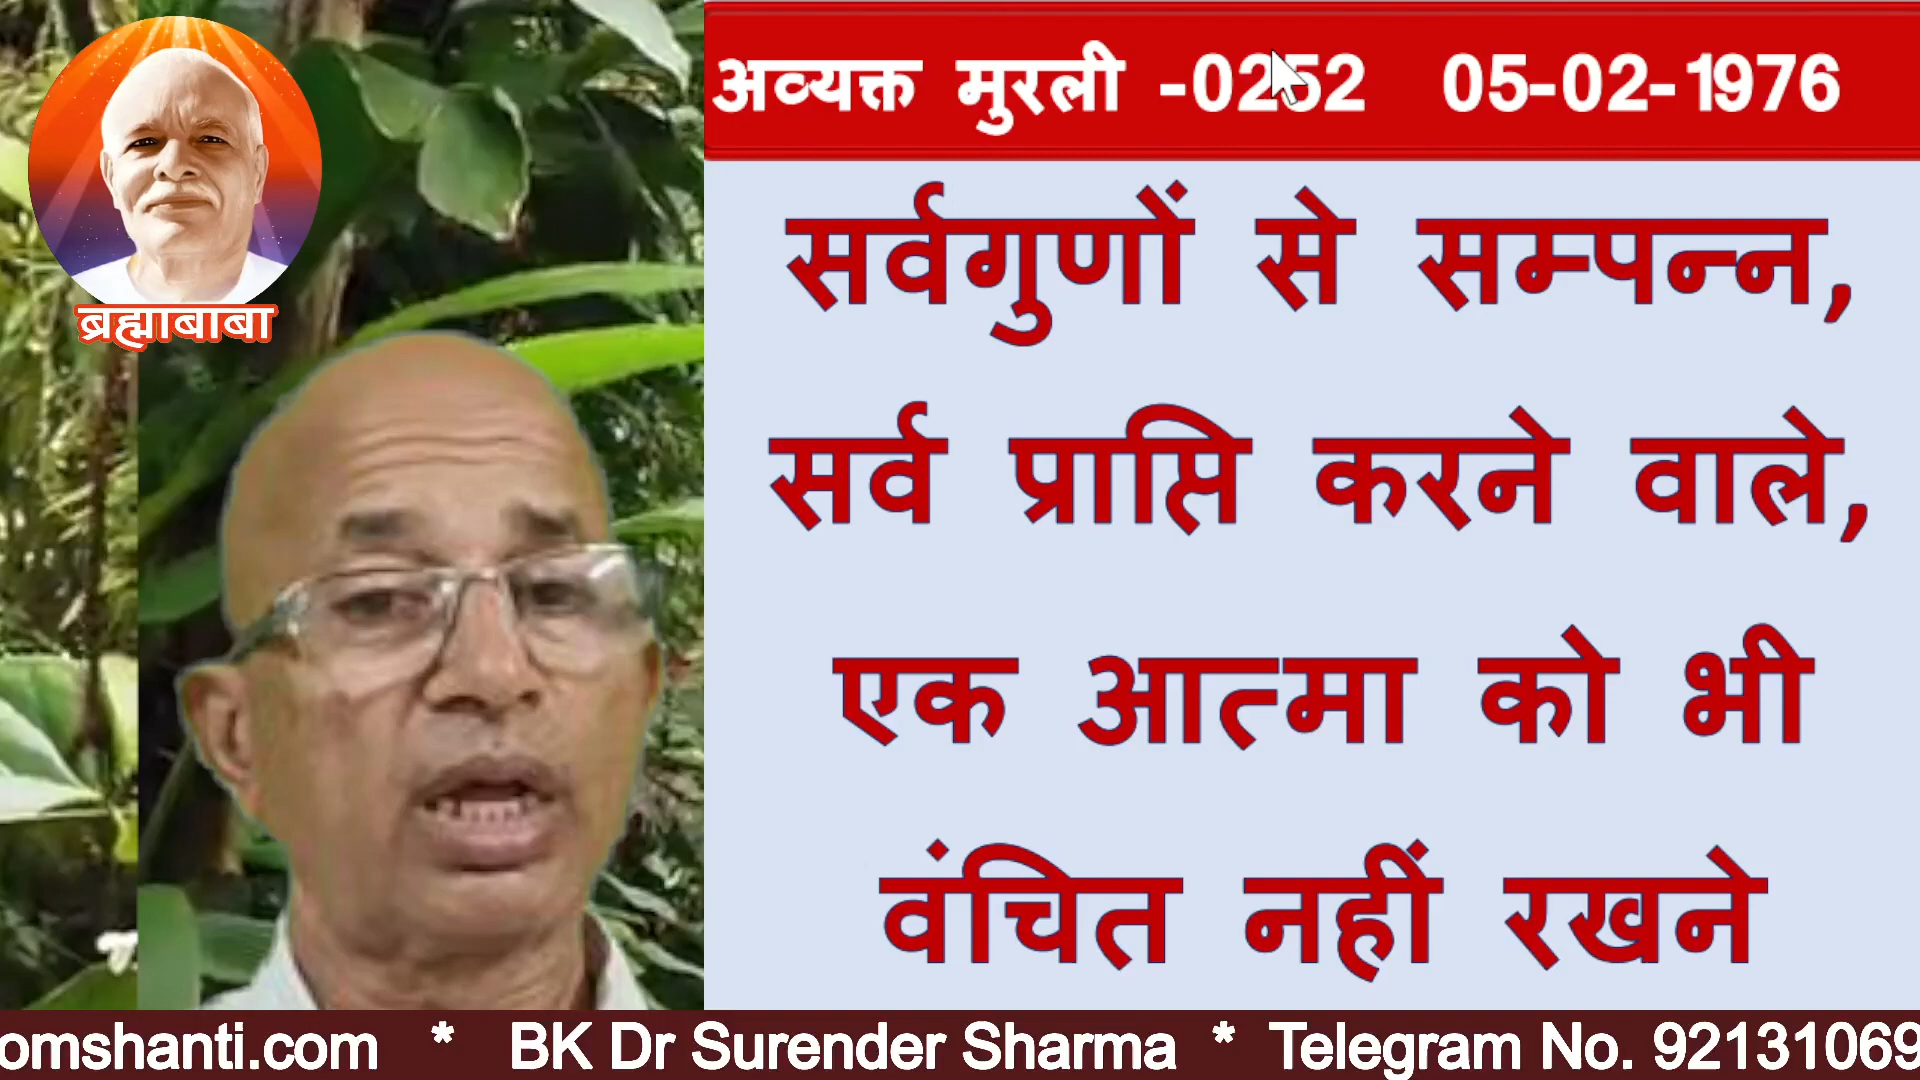 अव्यक्त मुरली -0252 05-02-1976
ब्रह्माबाबा
सर्वगुणों से सम्पन्न,
सर्व प्राप्ति करने वाले,
एक आत्मा को भी
वंचित नहीं रखने
omshanti.com * BK Dr Surender Sharma * Telegram No. 92131069